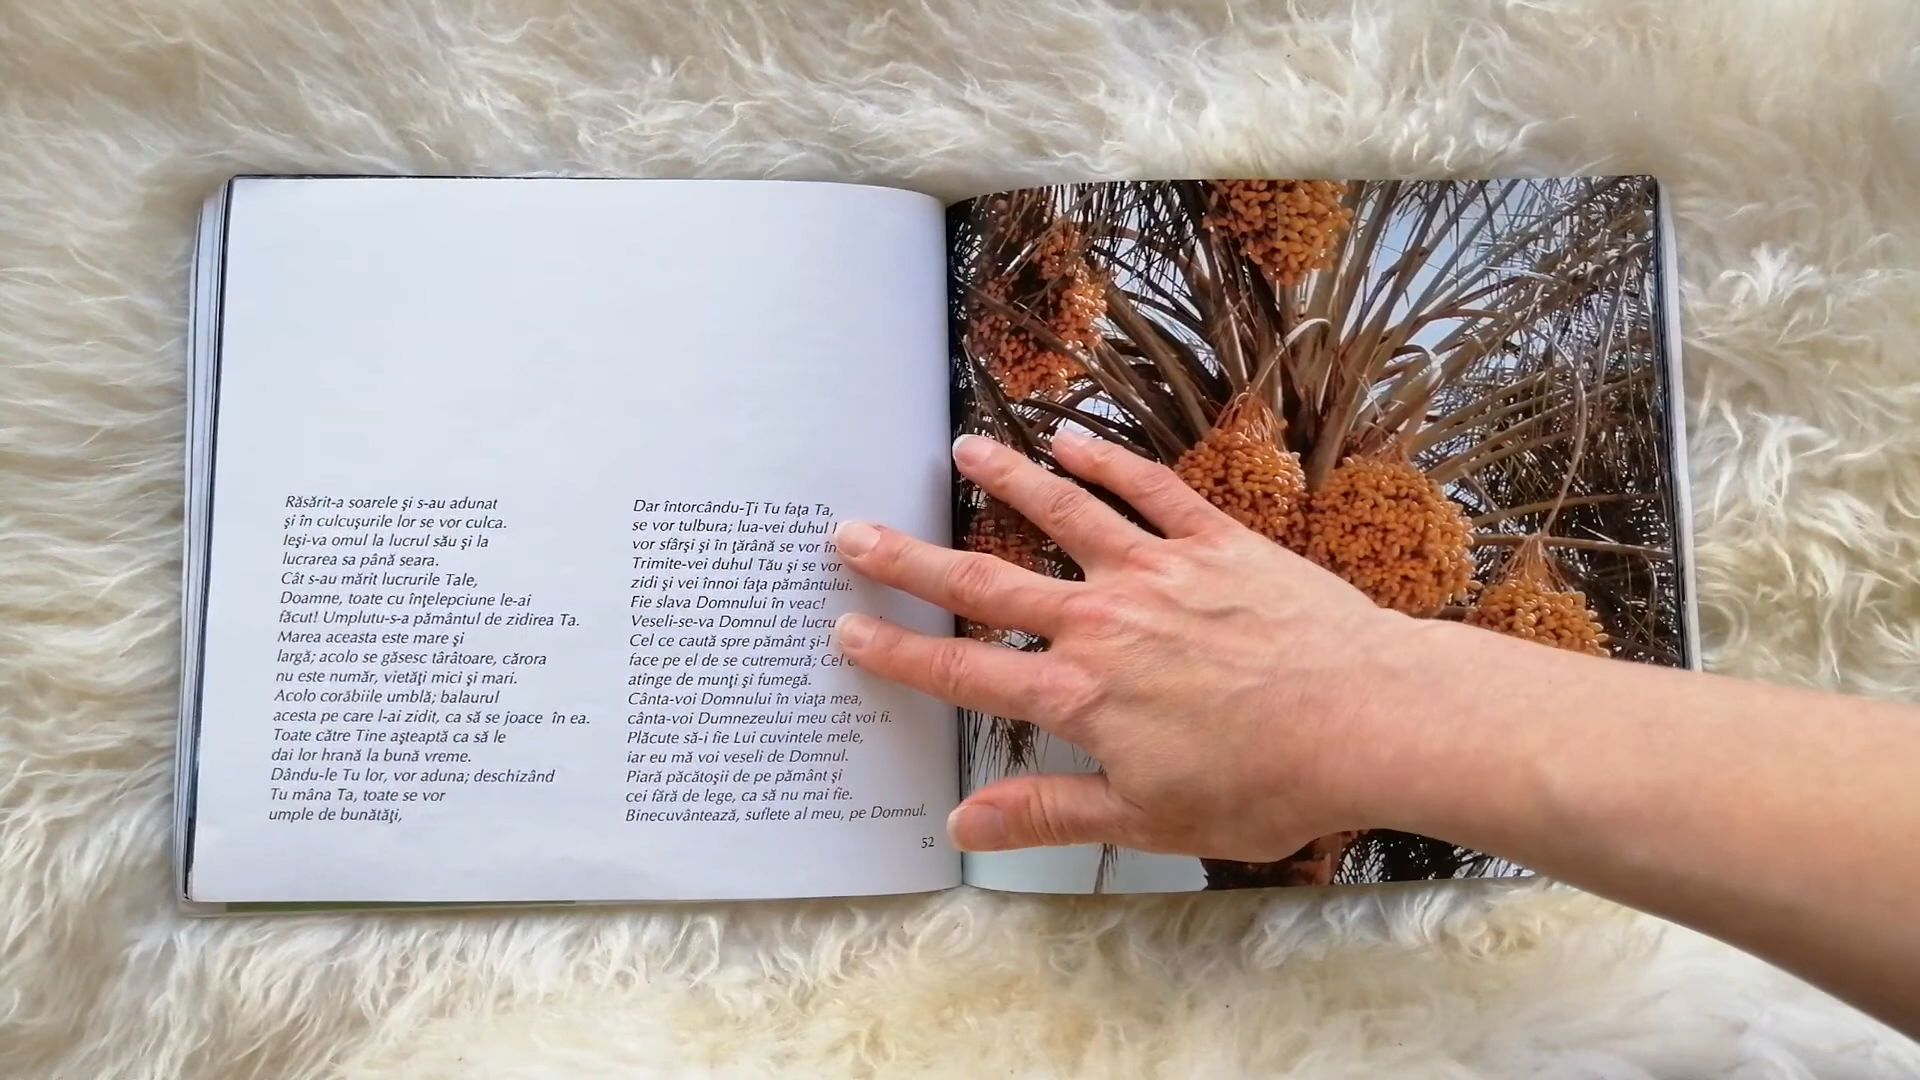 Răsărit-a soarele şi s-au adunat
şi în culcuşurile lor se vor culca.
Ieşi-va omul la lucrul său şi la
lucrarea sa până seara.
Cât s-au mărit lucrurile Tale,
Doamne, toate cu înţelepciune le-ai
făcut! Umplutu-s-a pământul de zidirea Ta.
Marea aceasta este mare şi
largă; acolo se găsesc târâtoare, cărora
nu este număr, vietăţi mici şi mari.
Acolo corăbiile umblă; balaurul
acesta pe care l-ai zidit, ca să se joace în ea.
Toate către Tine aşteaptă ca să le
dai lor hrană la bună vreme.
Dându-le Tu lor, vor aduna; deschizând
Tu mâna Ta, toate se vor
umple de bunătăţi,
Dar întorcându-Ţi Tu faţa Ta,
se vor tulbura; lua-vei duhul
vor sfârşi şi în ţărână se vor
Trimite-vei duhul Tău şi se vor
zidi şi vei înnoi faţa pământului.
Fie slava Domnului în veac!
Veseli-se-va Domnul de
Cel ce caută spre pământ şi-l
face pe el de se cutremură; Cel
atinge de munţi şi fumegă.
Cânta-voi Domnului în viaţa mea,
cânta-voi Dumnezeului meu cât voi fi.
Plăcute să-i fie Lui cuvintele mele,
iar eu mă voi veseli de Domnul.
Piară păcătoşii de pe pământ şi
cei fără de lege, ca să nu mai fie.
Binecuvântează, suflete al meu, pe Domnul.
52